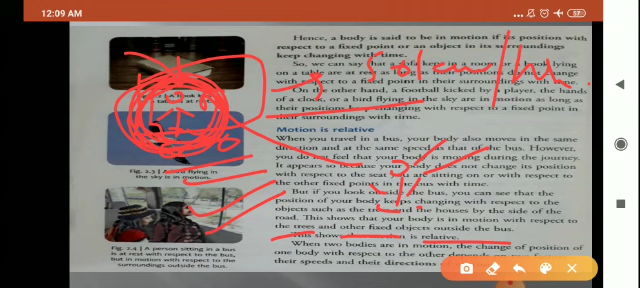 12:09 AM
57
Hence, a body is said to be in motion if its position with
respect to a fixed point or an object in its surroundings
keep changing with time.
So, we can say that a sofa kept in a room or a book lying
on a table are at rest as long as their positions do not change
with respect to a fixed point in their surroundings with time.
On the other hand, a football kicked by a player, the hands
of a clock, or a bird flying in the sky are in motion as long as
their positions keep changing with respect to a fixed point in
their surroundings with time.
50 km/hr
Motion is relative
When you travel in a bus, your body also moves in the same
direction and at the same speed as that of the bus. However,
you do not feel that your body is moving during the journey.
It appears so because your body does not change its position
with respect to the seat you are sitting on or with respect to
the other fixed points in the bus with time.
But if you look outside the bus, you can see that the
position of your body keeps changing with respect to the
objects such as the trees and the houses by the side of the
road. This shows that your body is in motion with respect to
the trees and other fixed objects outside the bus.
This shows motion is relative.
When two bodies are in motion, the change of position of
one body with respect to the other depends
their speeds and their directions
A book
table at
Fig. 2.3 | A bird flying in
the sky is in motion.
Fig. 2.4 | A person sitting in a bus
is at rest with respect to the bus,
but in motion with respect to the
surroundings outside the bus.